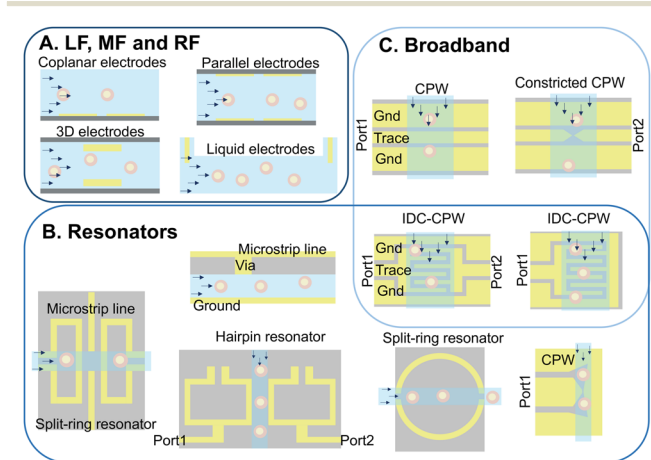 A. LF, MF and RF
Coplanar electrodes
Parallel electrodes
3D electrodes
Liquid electrodes
C. Broadband
CPW
Constricted CPW
Port1
Gnd
Trace
Gnd
Port2
IDC-CPW
IDC-CPW
Port1
Gnd
Trace
Gnd
Port2
Port1
B. Resonators
Microstrip line
Via
Ground
Microstrip line
Split-ring resonator
Hairpin resonator
Port1
Port2
Split-ring resonator
CPW
Port1